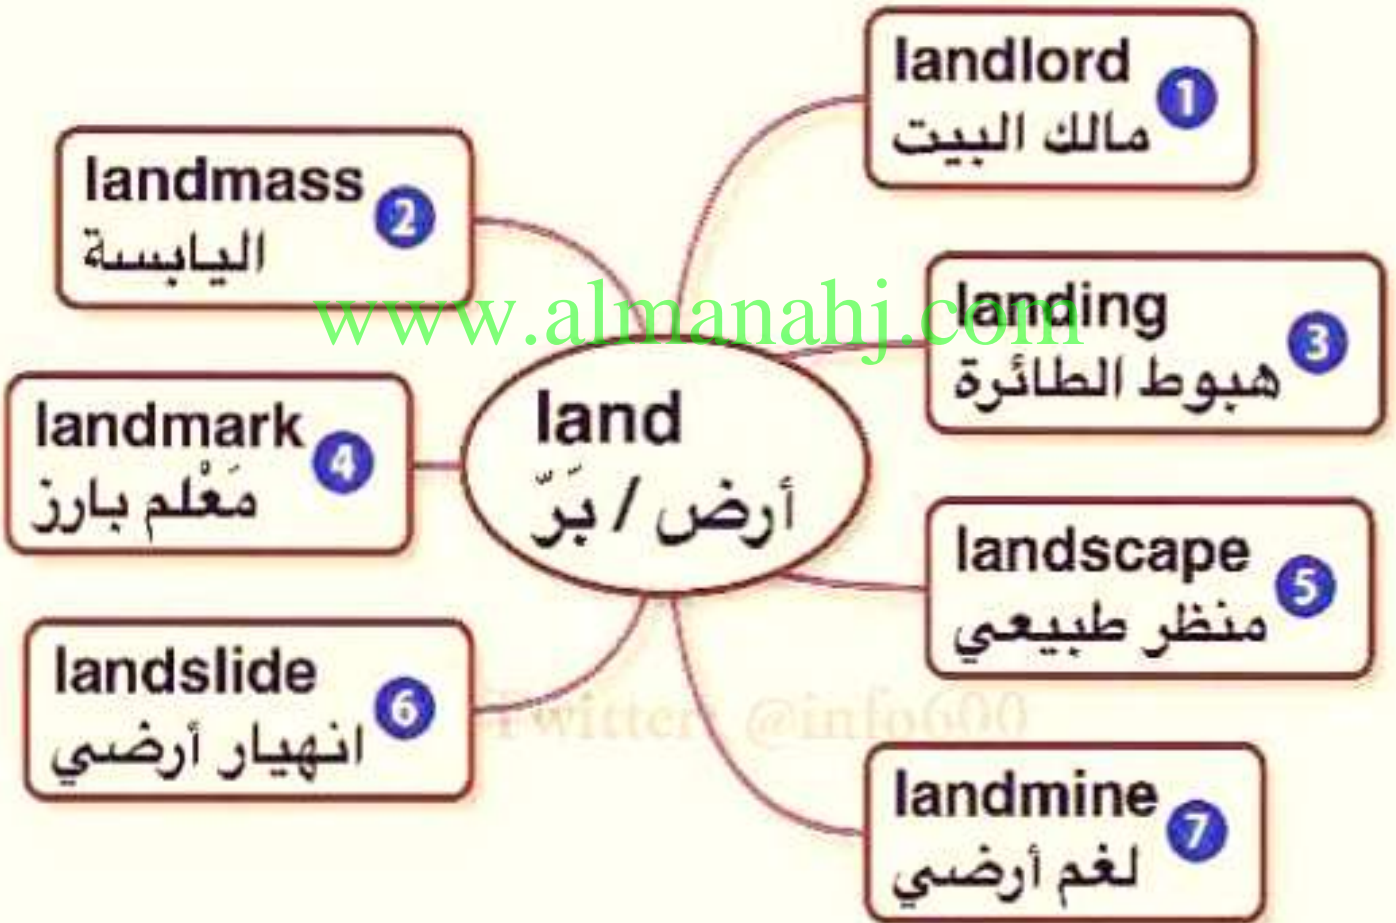 landlord
مالك البيت
1
landmass
اليابسة
2
www.almanahj.com
landing
هبوط الطائرة
3
landmark
مَعْلم بارز
4
land
أرض / بَرّ
landscape
منظر طبيعي
5
landslide
انهيار أرضي
6
Twitter: @info600
landmine
لغم أرضي
7